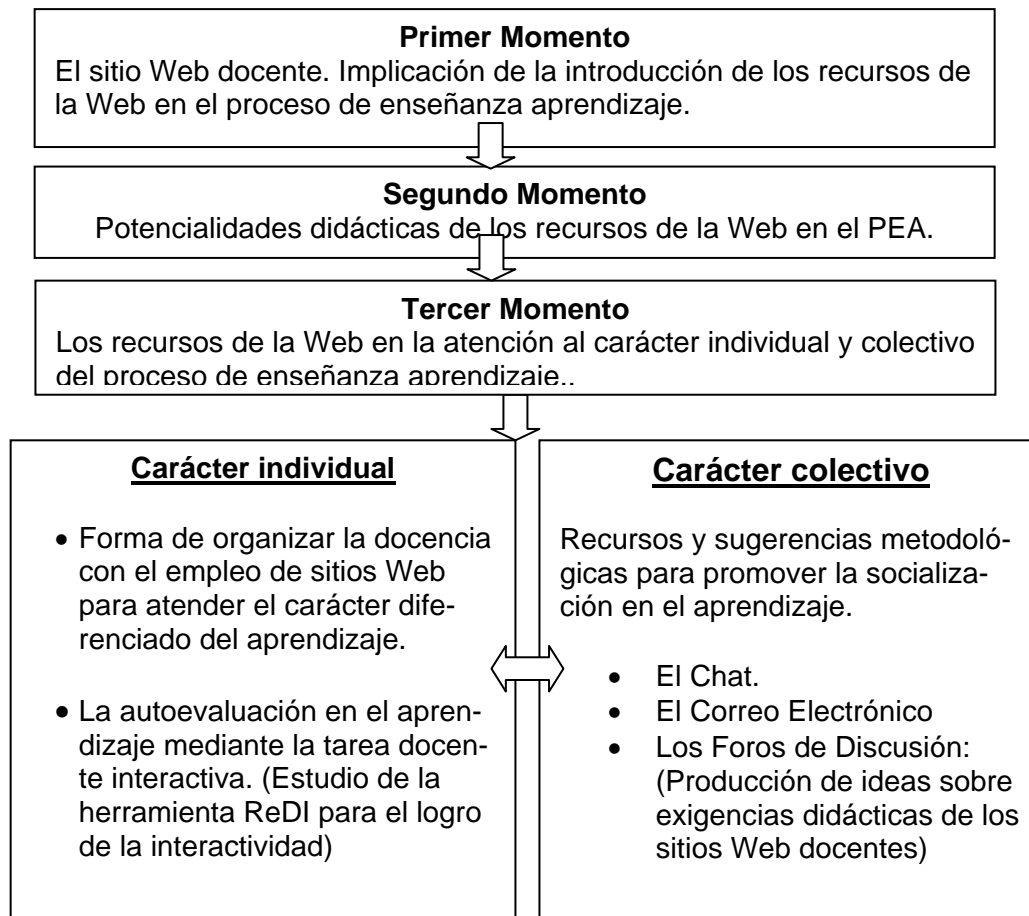 Primer Momento
El sitio Web docente. Implicación de la introducción de los recursos de
la Web en el proceso de enseñanza aprendizaje.
Segundo Momento
Potencialidades didácticas de los recursos de la Web en el PEA.
Tercer Momento
Los recursos de la Web en la atención al carácter individual y colectivo
del proceso de enseñanza aprendizaje..
Carácter individual
• Forma de organizar la docencia
con el empleo de sitios Web
para atender el carácter dife-
renciado del aprendizaje.
• La autoevaluación en el apren-
dizaje mediante la tarea docen-
te interactiva. (Estudio de la
herramienta ReDI para el logro
de la interactividad)
Carácter colectivo
Recursos y sugerencias metodoló-
gicas para promover la socializa-
ción en el aprendizaje.
• El Chat.
• El Correo Electrónico
• Los Foros de Discusión:
(Producción de ideas sobre
exigencias didácticas de los
sitios Web docentes)